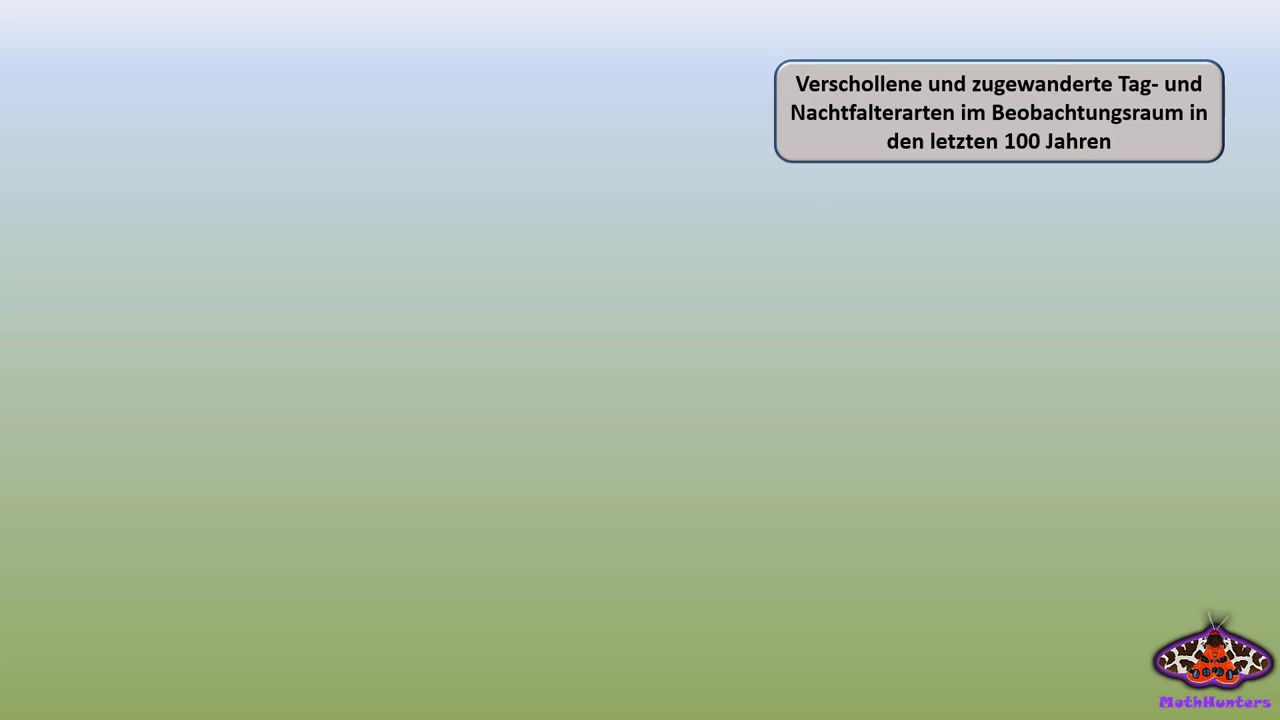 Verschollene und zugewanderte Tag- und
Nachtfalterarten im Beobachtungsraum in
den letzten 100 Jahren
MothHunters